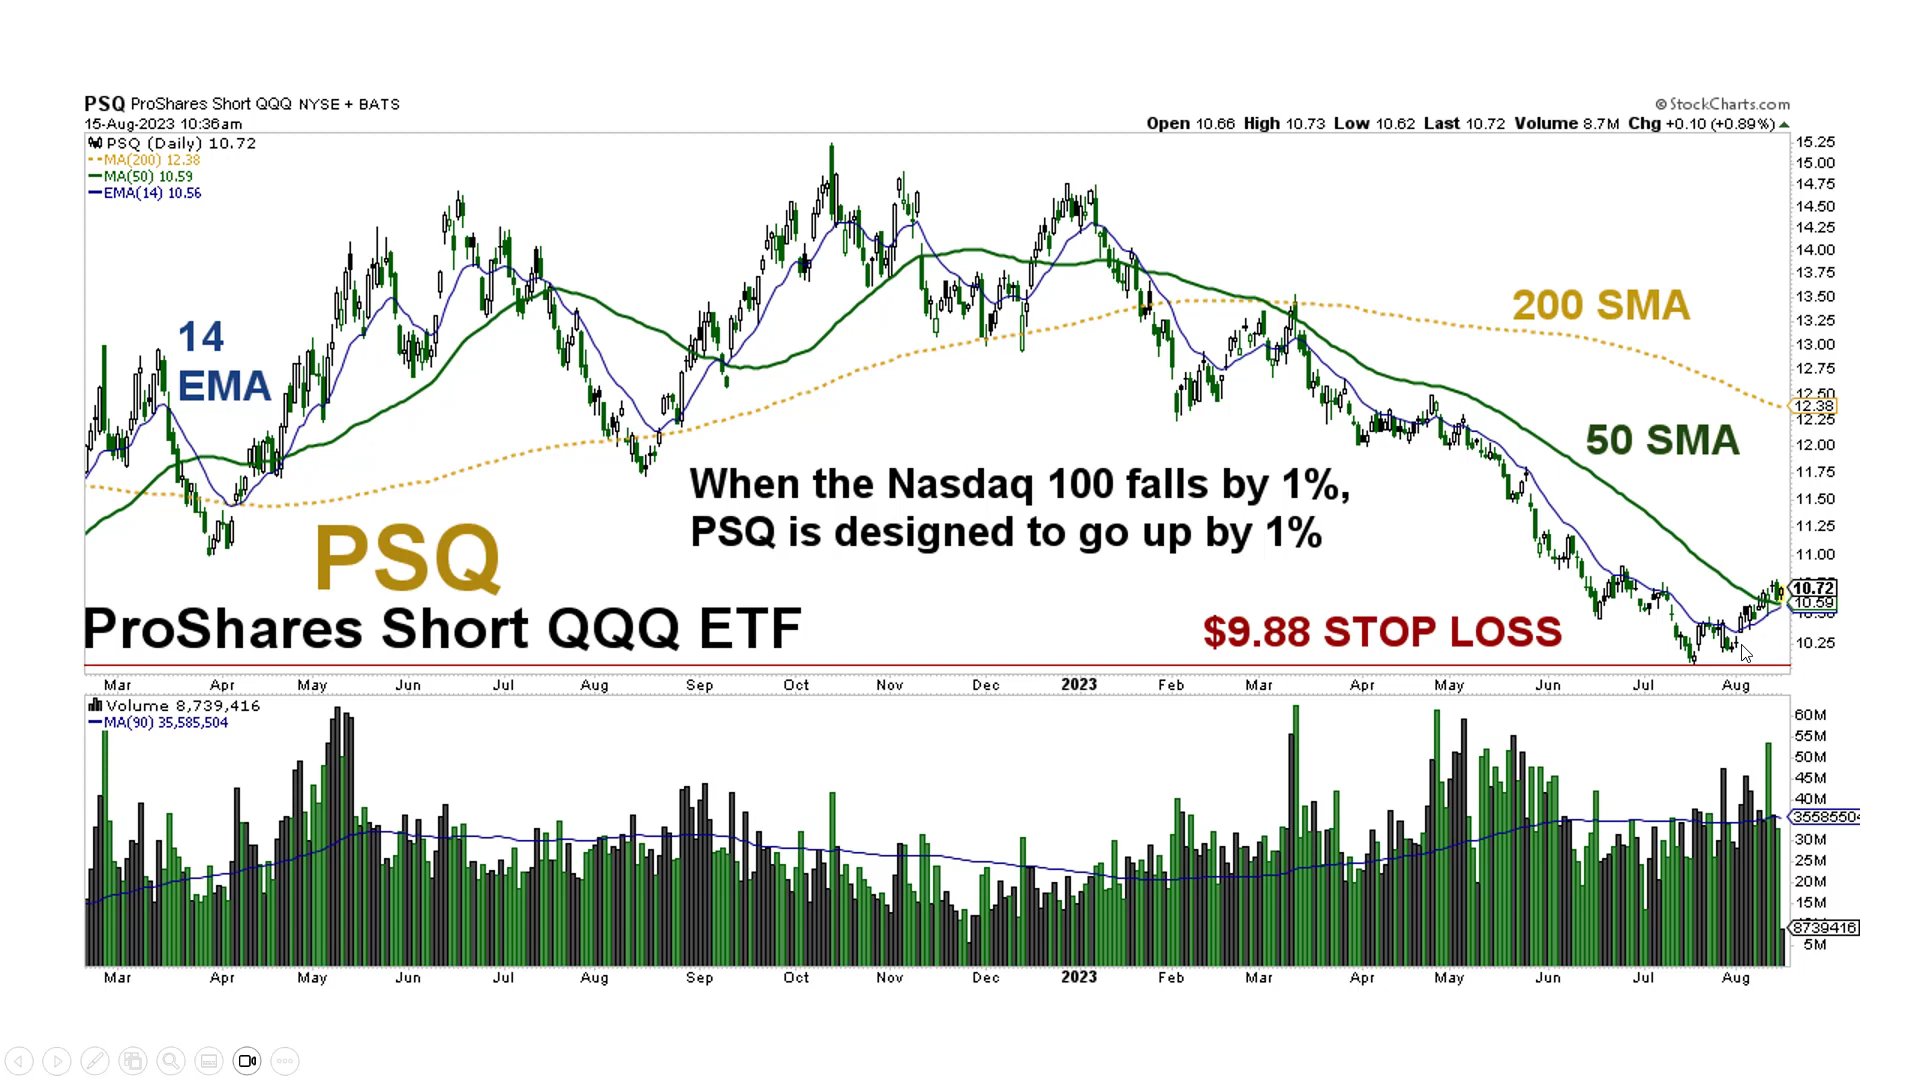 PSQ ProShares Short QQQ NYSE + BATS
© StockCharts.com
15-Aug-2023 10:36am
Open 10.66 High 10.73 Low 10.62 Last 10.72 Volume 8.7M Chg +0.10 (+0.89%)
PSQ (Daily) 10.72
MA(200) 12.38
MA(50) 10.59
EMA(14) 10.56
15.25
15.00
14.75
14.50
14.25
14.00
13.75
13.50
13.25
13.00
12.75
12.50
12.38
12.25
12.00
11.75
11.50
11.25
11.00
10.72
10.59
10.25
14
EMA
200 SMA
50 SMA
When the Nasdaq 100 falls by 1%,
PSQ is designed to go up by 1%
PSQ
ProShares Short QQQ ETF
$9.88 STOP LOSS
Mar Apr May Jun Jul Aug Sep Oct Nov Dec 2023 Feb Mar Apr May Jun Jul Aug
Volume 8,739,416
MA(90) 35,585,504
60M
55M
50M
45M
40M
35585504
30M
25M
20M
15M
8739416
5M
Mar Apr May Jun Jul Aug Sep Oct Nov Dec 2023 Feb Mar Apr May Jun Jul Aug